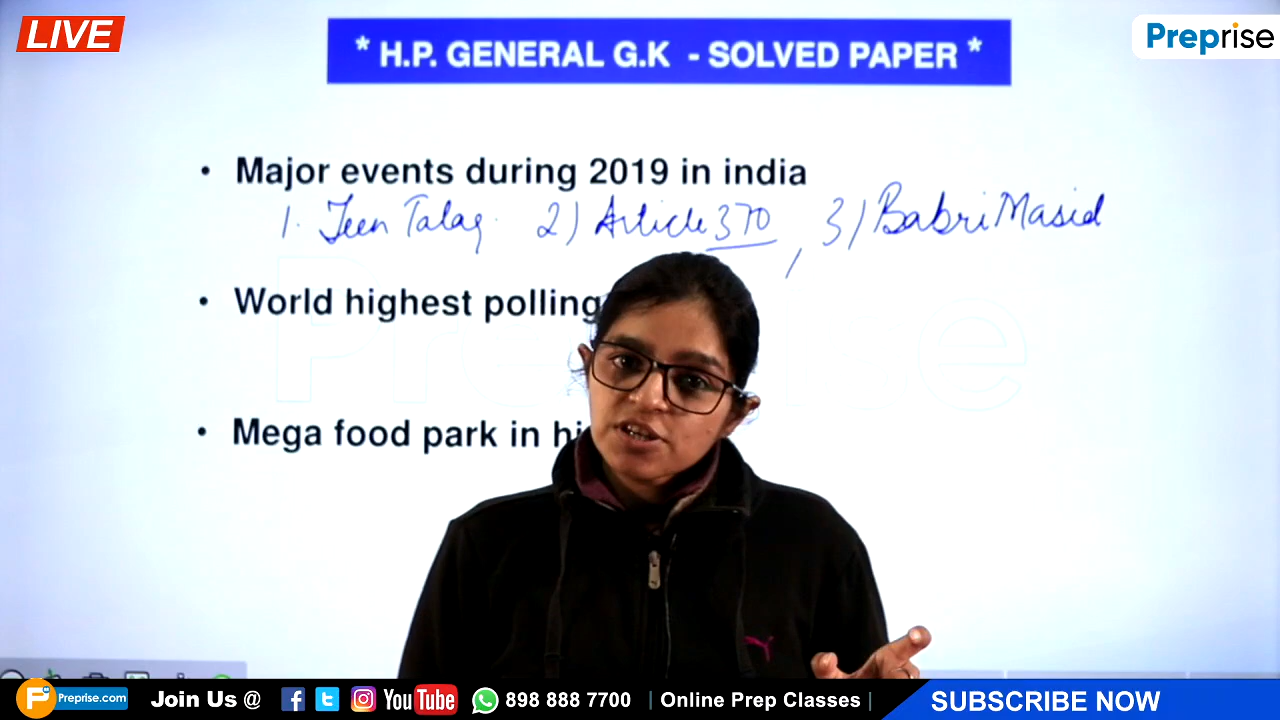 LIVE
Preprise
* H.P. GENERAL G.K - SOLVED PAPER *
• Major events during 2019 in india
1. Teen Talaq. 2) Article 370, 3) Babri Masid
• World highest polling
• Mega food park in hi
Preprise
Preprise.com Join Us @ YouTube 898 888 7700 | Online Prep Classes | SUBSCRIBE NOW